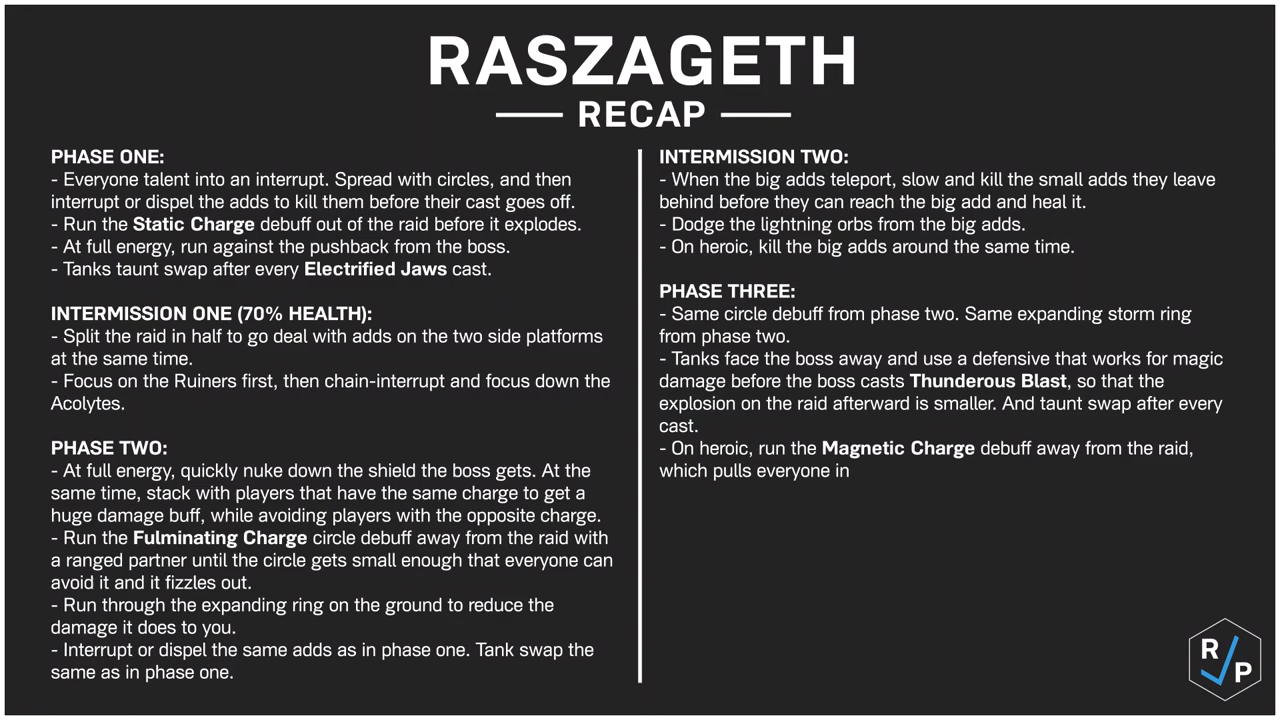 RASZAGETH
RECAP
PHASE ONE:
- Everyone talent into an interrupt. Spread with circles, and then
interrupt or dispel the adds to kill them before their cast goes off.
- Run the Static Charge debuff out of the raid before it explodes.
- At full energy, run against the pushback from the boss.
- Tanks taunt swap after every Electrified Jaws cast.
INTERMISSION ONE (70% HEALTH):
- Split the raid in half to go deal with adds on the two side platforms
at the same time.
- Focus on the Ruiners first, then chain-interrupt and focus down the
Acolytes.
PHASE TWO:
- At full energy, quickly nuke down the shield the boss gets. At the
same time, stack with players that have the same charge to get a
huge damage buff, while avoiding players with the opposite charge.
- Run the Fulminating Charge circle debuff away from the raid with
a ranged partner until the circle gets small enough that everyone can
avoid it and it fizzles out.
- Run through the expanding ring on the ground to reduce the
damage it does to you.
- Interrupt or dispel the same adds as in phase one. Tank swap the
same as in phase one.
INTERMISSION TWO:
- When the big adds teleport, slow and kill the small adds they leave
behind before they can reach the big add and heal it.
- Dodge the lightning orbs from the big adds.
- On heroic, kill the big adds around the same time.
PHASE THREE:
- Same circle debuff from phase two. Same expanding storm ring
from phase two.
- Tanks face the boss away and use a defensive that works for magic
damage before the boss casts Thunderous Blast, so that the
explosion on the raid afterward is smaller. And taunt swap after every
cast.
- On heroic, run the Magnetic Charge debuff away from the raid,
which pulls everyone in
R P